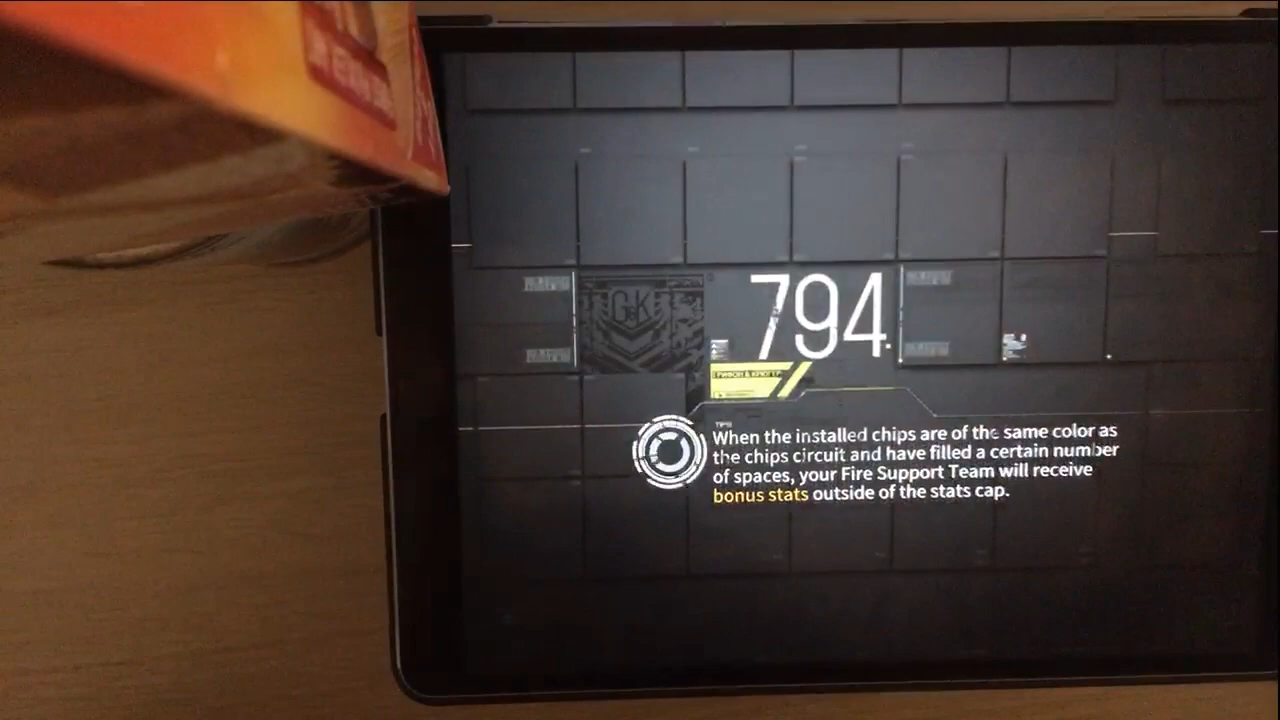 G&K
794
TIPS
When the installed chips are of the same color as
the chips circuit and have filled a certain number
of spaces, your Fire Support Team will receive
bonus stats outside of the stats cap.